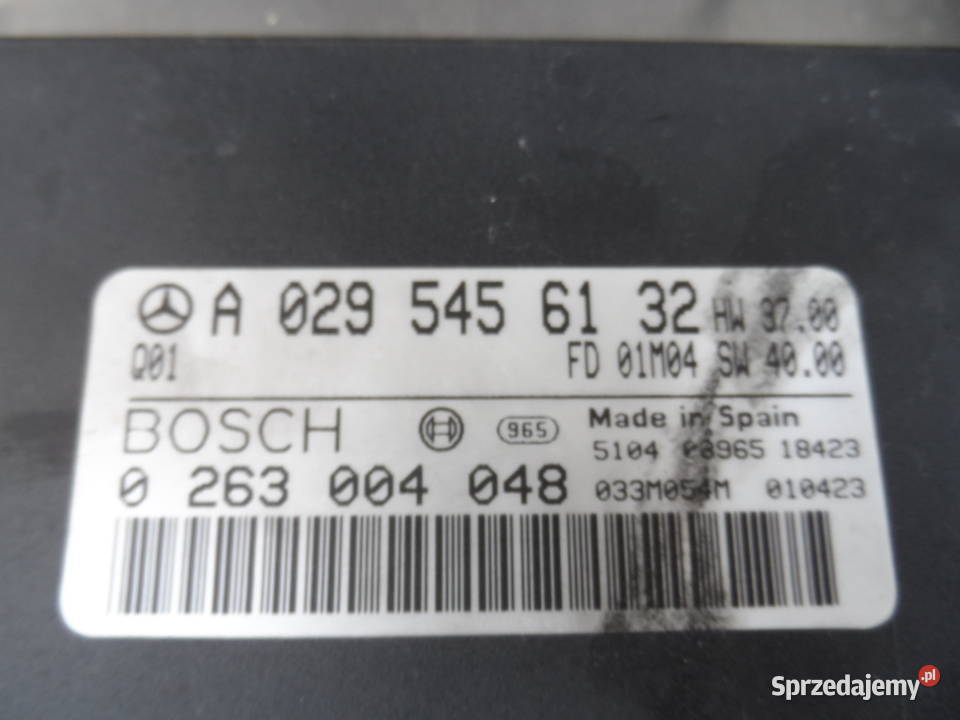 A 029 545 61 32 HW 37.00
Q01 FD 01M04 SW 40.00
BOSCH 965 Made in Spain
5104 18423
0 263 004 048 033M054M 010423
Sprzedajemy.pl